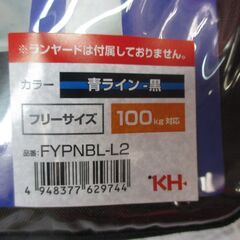 ※ランヤードは付属しておりません。
カラー 青ライン-黒
フリーサイズ 100kg対応
品番: FYPNBL-L2
4 948377 629744
KH